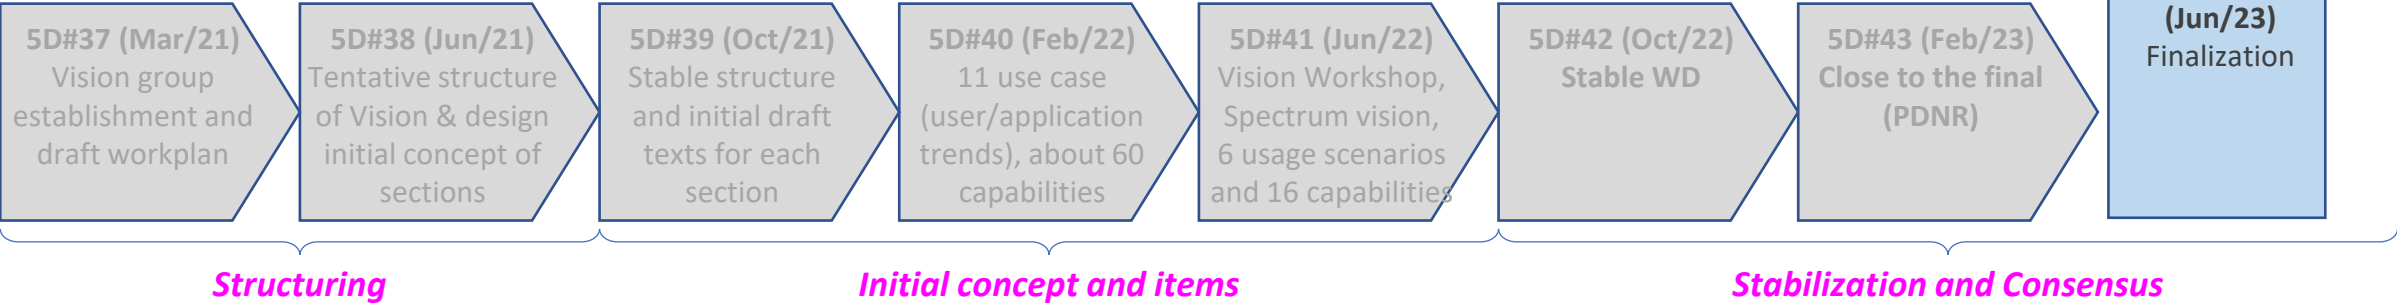 5D#37 (Mar/21)
Vision group
establishment and
draft workplan
5D#38 (Jun/21)
Tentative structure
of Vision & design
initial concept of
sections
5D#39 (Oct/21)
Stable structure
and initial draft
texts for each
section
5D#40 (Feb/22)
11 use case
(user/application
trends), about 60
capabilities
5D#41 (Jun/22)
Vision Workshop,
Spectrum vision,
6 usage scenarios
and 16 capabilities
5D#42 (Oct/22)
Stable WD
5D#43 (Feb/23)
Close to the final
(PDNR)
(Jun/23)
Finalization
Structuring
Initial concept and items
Stabilization and Consensus